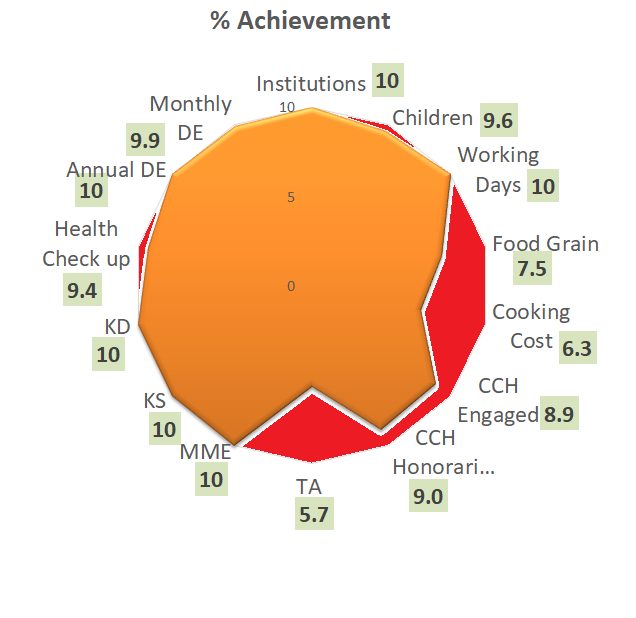 % Achievement
Institutions
10
Children
9.6
Working
Days
10
Food Grain
7.5
Cooking
Cost
6.3
CCH
Engaged
8.9
CCH
Honorari...
9.0
TA
5.7
MME
10
KS
10
KD
10
Health
Check up
9.4
Annual DE
10
Monthly
DE
9.9
10
5
0